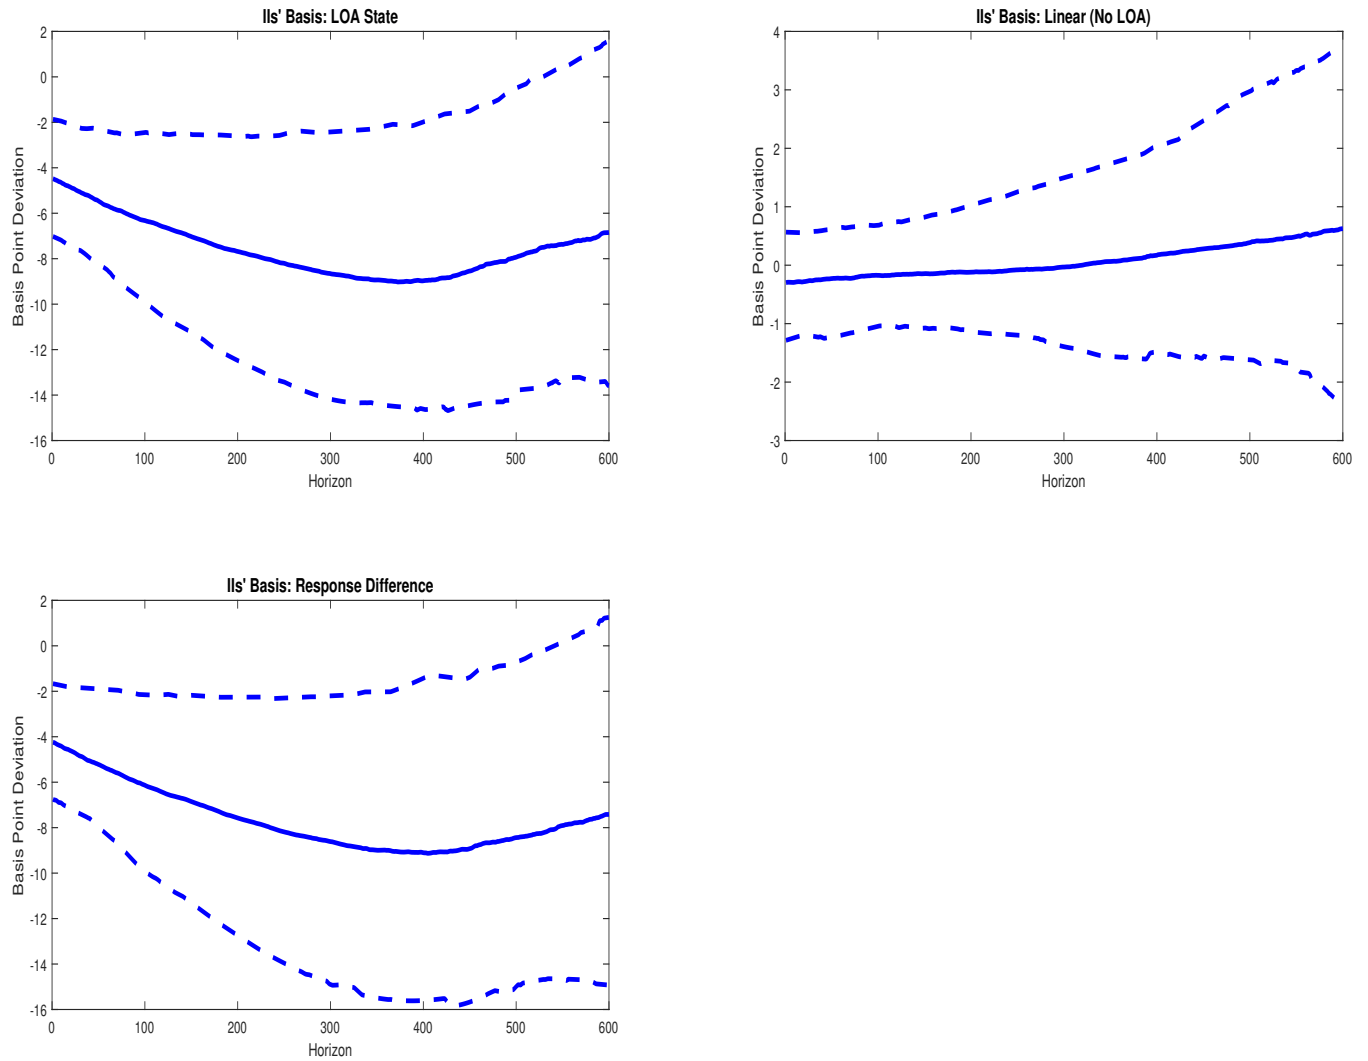 IIs' Basis: LOA State
2
0
-2
-4
-6
-8
-10
-12
-14
-16
Basis Point Deviation
0 100 200 300 400 500 600
Horizon
IIs' Basis: Linear (No LOA)
4
3
2
1
0
-1
-2
-3
Basis Point Deviation
0 100 200 300 400 500 600
Horizon
IIs' Basis: Response Difference
2
0
-2
-4
-6
-8
-10
-12
-14
-16
Basis Point Deviation
0 100 200 300 400 500 600
Horizon